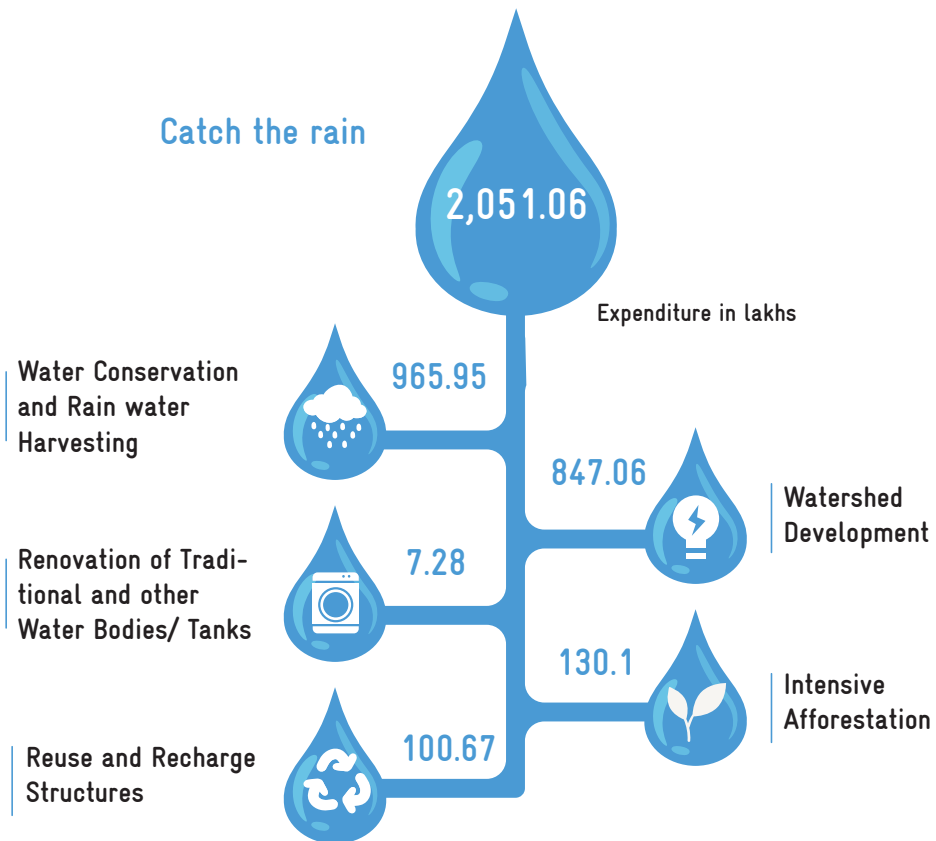 Catch the rain
2,051.06
Expenditure in lakhs
Water Conservation
and Rain water
Harvesting
965.95
847.06
Watershed
Development
Renovation of Tradi-
tional and other
Water Bodies/ Tanks
7.28
130.1
Intensive
Afforestation
Reuse and Recharge
Structures
100.67